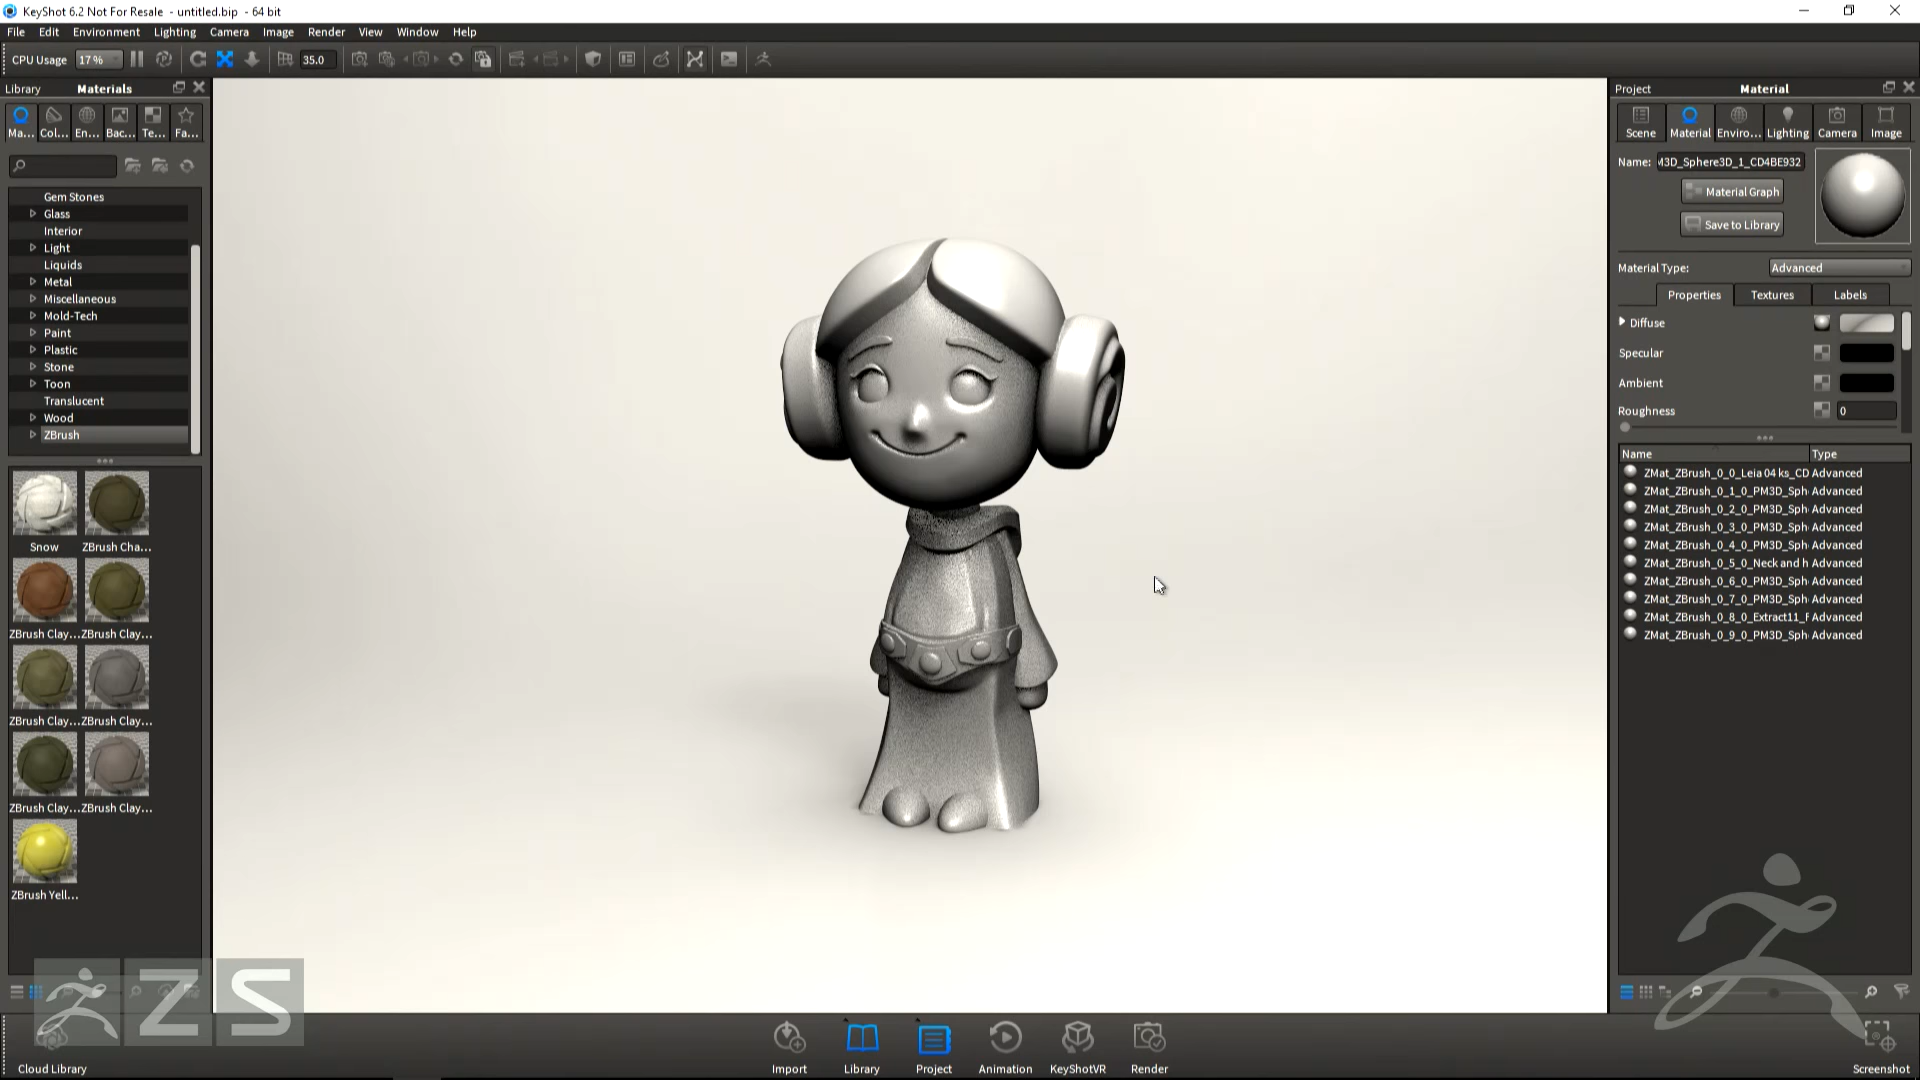 KeyShot 6.2 Not For Resale - untitled.bip - 64 bit
File Edit Environment Lighting Camera Image Render View Window Help
CPU Usage 17 % 35.0
Library Materials
Ma... Col... En... Bac... Te... Fa...
Gem Stones
Glass
Interior
Light
Liquids
Metal
Miscellaneous
Mold-Tech
Paint
Plastic
Stone
Toon
Translucent
Wood
ZBrush
Snow ZBrush Cha...
ZBrush Clay... ZBrush Clay...
ZBrush Clay... ZBrush Clay...
ZBrush Clay... ZBrush Clay...
ZBrush Yell...
ZS
Cloud Library
Import Library Project Animation KeyShotVR Render
Screenshot
Project Material
Scene Material Enviro... Lighting Camera Image
Name: M3D_Sphere3D_1_CD4BE932
Material Graph
Save to Library
Material Type: Advanced
Properties Textures Labels
Diffuse
Specular
Ambient
Roughness 0
Name Type
ZMat_ZBrush_0_0_Leia 04 ks_CD Advanced
ZMat_ZBrush_0_1_0_PM3D_Sph Advanced
ZMat_ZBrush_0_2_0_PM3D_Sph Advanced
ZMat_ZBrush_0_3_0_PM3D_Sph Advanced
ZMat_ZBrush_0_4_0_PM3D_Sph Advanced
ZMat_ZBrush_0_5_0_Neck and h Advanced
ZMat_ZBrush_0_6_0_PM3D_Sph Advanced
ZMat_ZBrush_0_7_0_PM3D_Sph Advanced
ZMat_ZBrush_0_8_0_Extract11_F Advanced
ZMat_ZBrush_0_9_0_PM3D_Sph Advanced